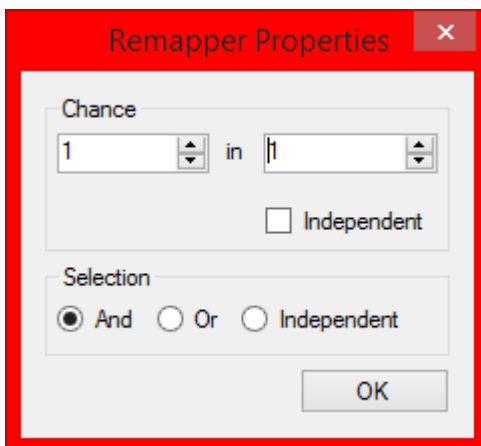 Remapper Properties
Chance
1 in 1
Independent
Selection
And Or Independent
OK